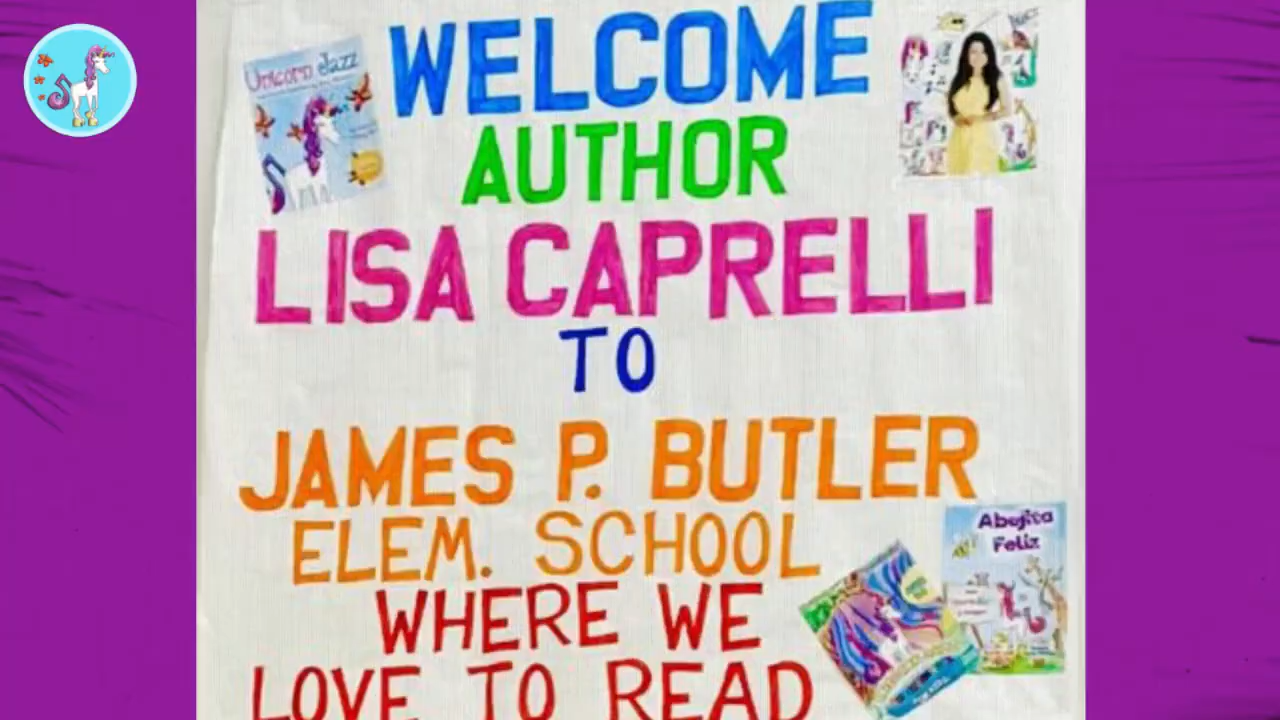 WELCOME
AUTHOR
LISA CAPRELLI
TO
JAMES P. BUTLER
ELEM. SCHOOL
WHERE WE
LOVE TO READ
Unicorn Jazz
Abejita
Feliz